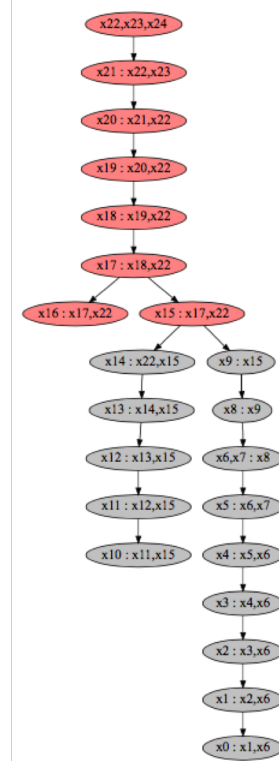 x22,x23,x24
x21 : x22,x23
x20 : x21,x22
x19 : x20,x22
x18 : x19,x22
x17 : x18,x22
x16 : x17,x22
x15 : x17,x22
x14 : x22,x15
x9 : x15
x13 : x14,x15
x8 : x9
x12 : x13,x15
x6,x7 : x8
x11 : x12,x15
x5 : x6,x7
x10 : x11,x15
x4 : x5,x6
x3 : x4,x6
x2 : x3,x6
x1 : x2,x6
x0 : x1,x6